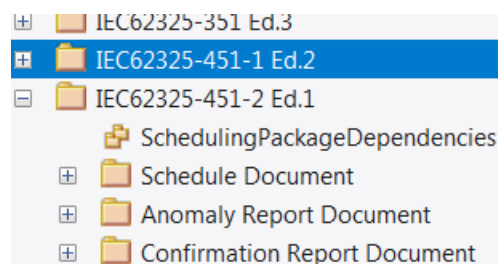 IEC62325-351 Ed.3
IEC62325-451-1 Ed.2
IEC62325-451-2 Ed.1
SchedulingPackageDependencies
Schedule Document
Anomaly Report Document
Confirmation Report Document